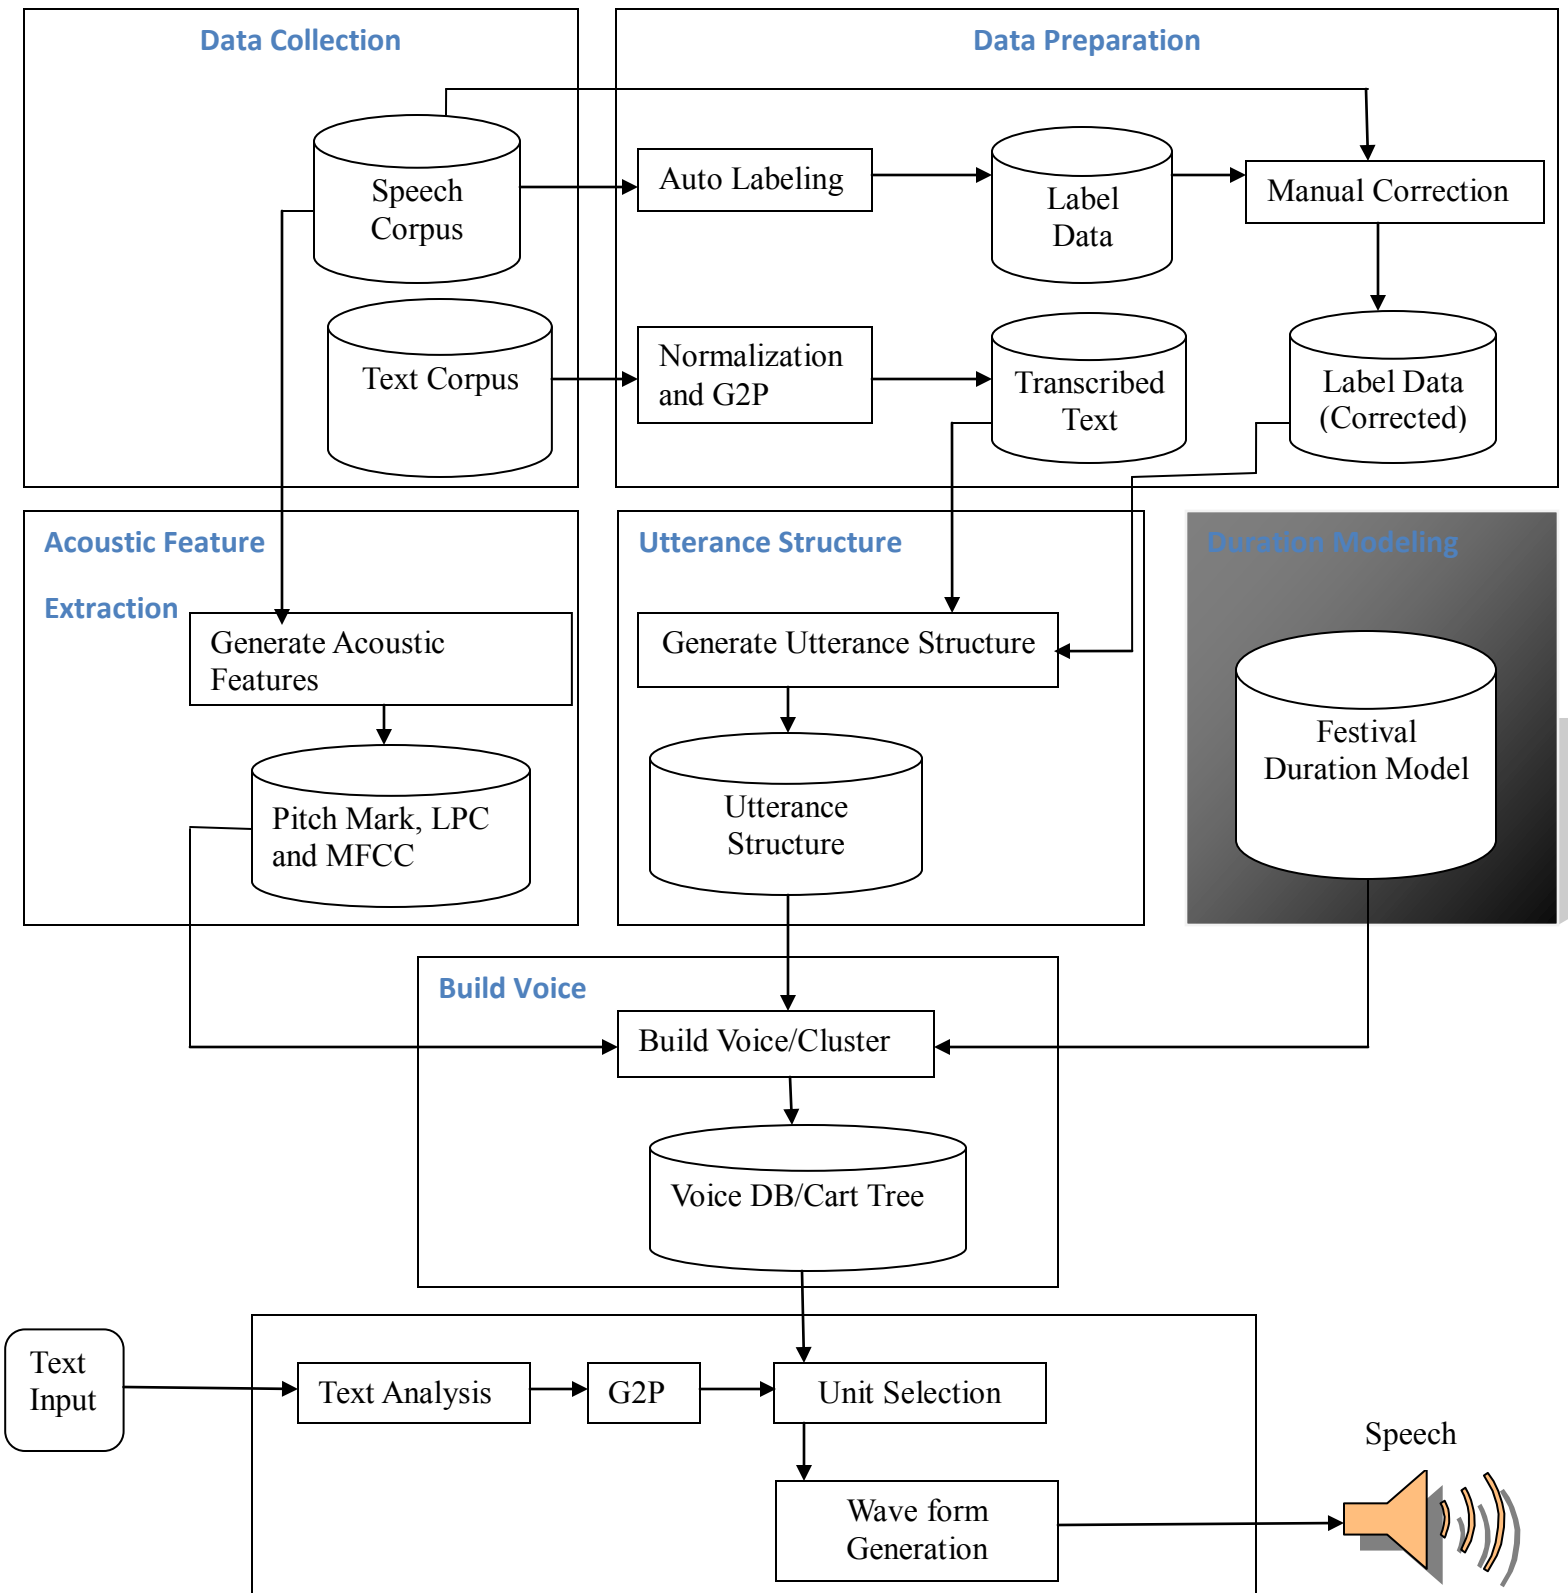 Data Collection
Data Preparation
Speech
Corpus
Auto Labeling
Label
Data
Manual Correction
Text Corpus
Normalization
and G2P
Transcribed
Text
Label Data
(Corrected)
Acoustic Feature
Extraction
Generate Acoustic
Features
Pitch Mark, LPC
and MFCC
Utterance Structure
Generate Utterance Structure
Utterance
Structure
Duration Modeling
Festival
Duration Model
Build Voice
Build Voice/Cluster
Voice DB/Cart Tree
Text
Input
Text Analysis
G2P
Unit Selection
Wave form
Generation
Speech